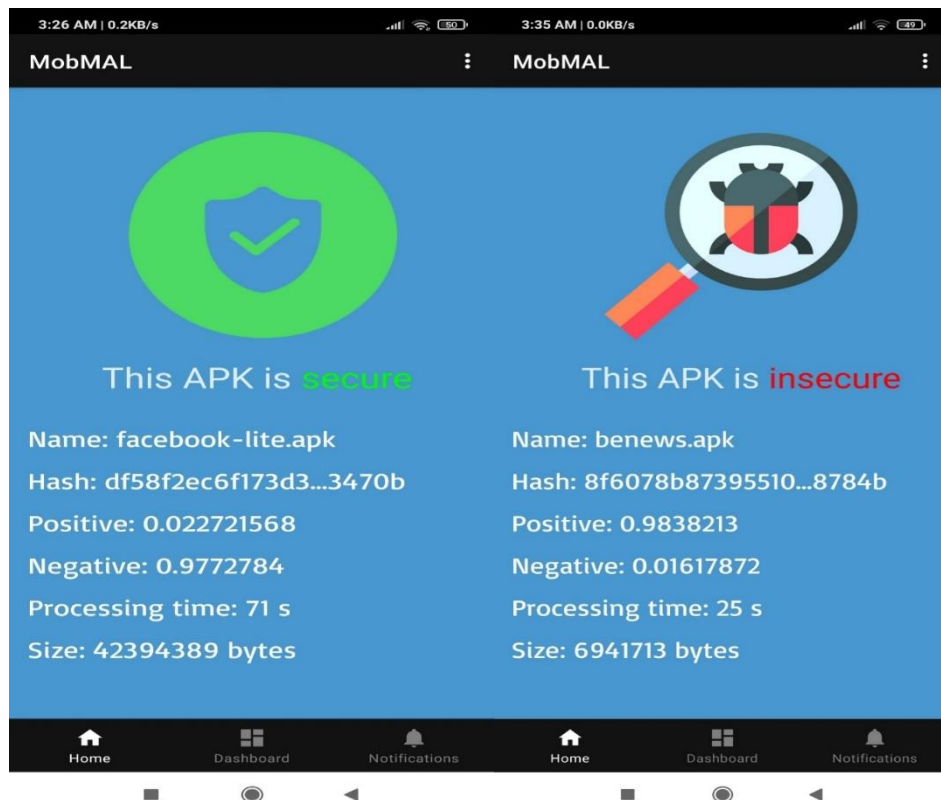 3:26 AM | 0.2KB/s
50
MobMAL
This APK is secure
Name: facebook-lite.apk
Hash: df58f2ec6f173d3...3470b
Positive: 0.022721568
Negative: 0.9772784
Processing time: 71 s
Size: 42394389 bytes
Home
Dashboard
Notifications
3:35 AM | 0.0KB/s
49
MobMAL
This APK is insecure
Name: benews.apk
Hash: 8f6078b87395510...8784b
Positive: 0.9838213
Negative: 0.01617872
Processing time: 25 s
Size: 6941713 bytes
Home
Dashboard
Notifications